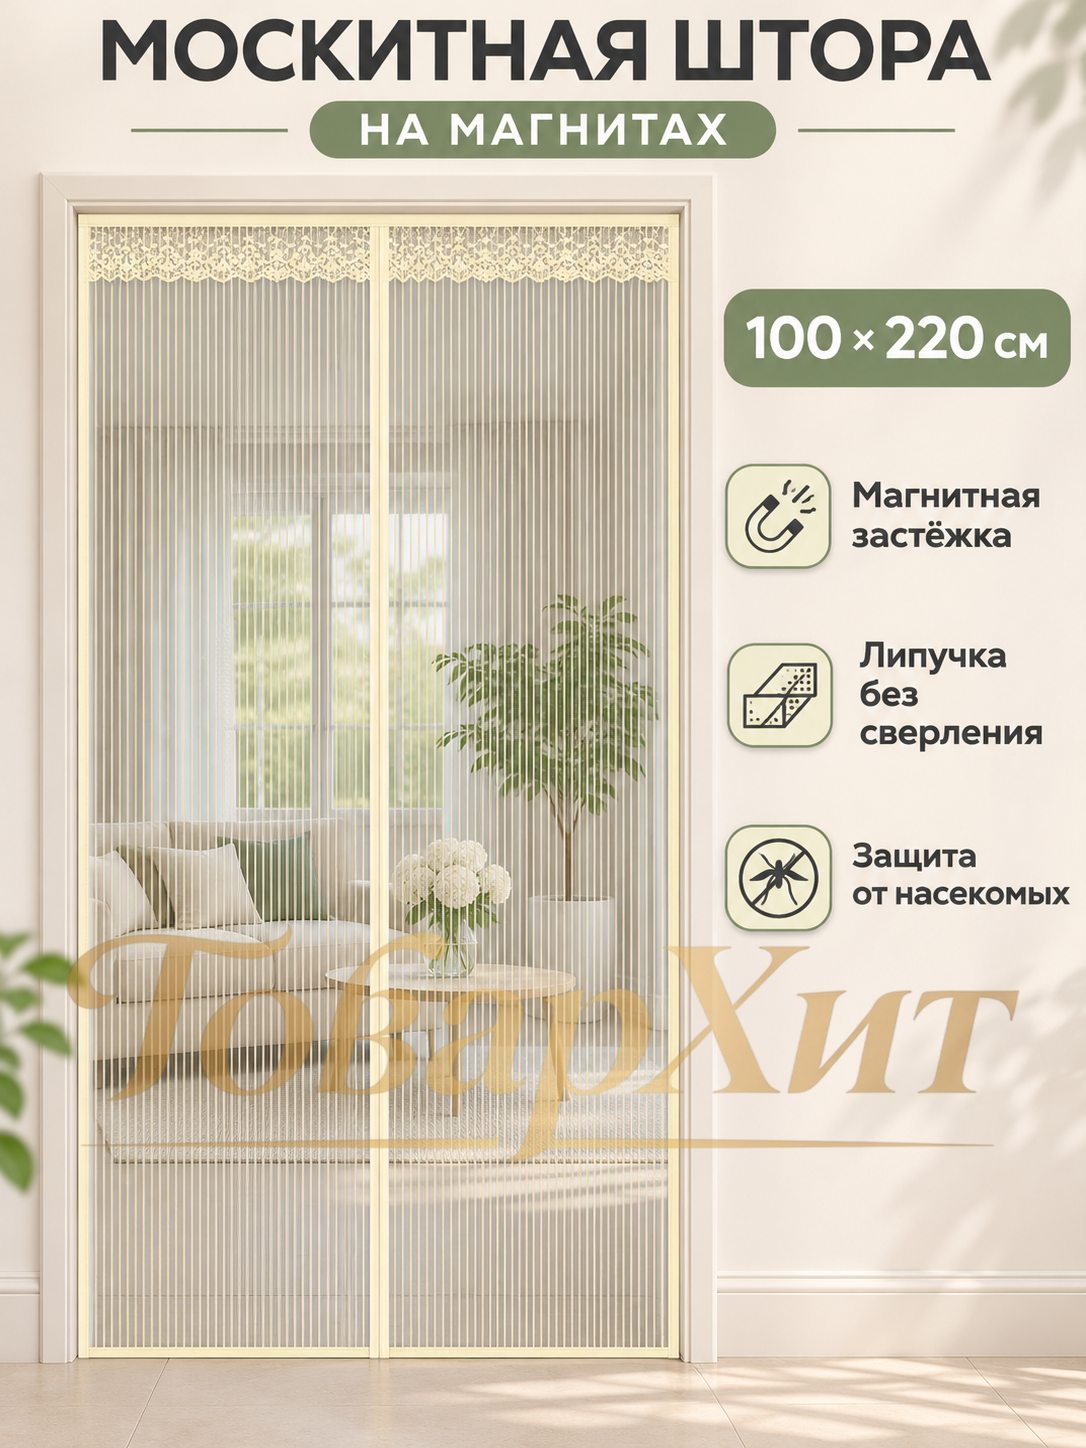 МОСКИТНАЯ ШТОРА
НА МАГНИТАХ
100 × 220 см
Магнитная
застёжка
Липучка
без
сверления
Защита
от насекомых
ТоварХит